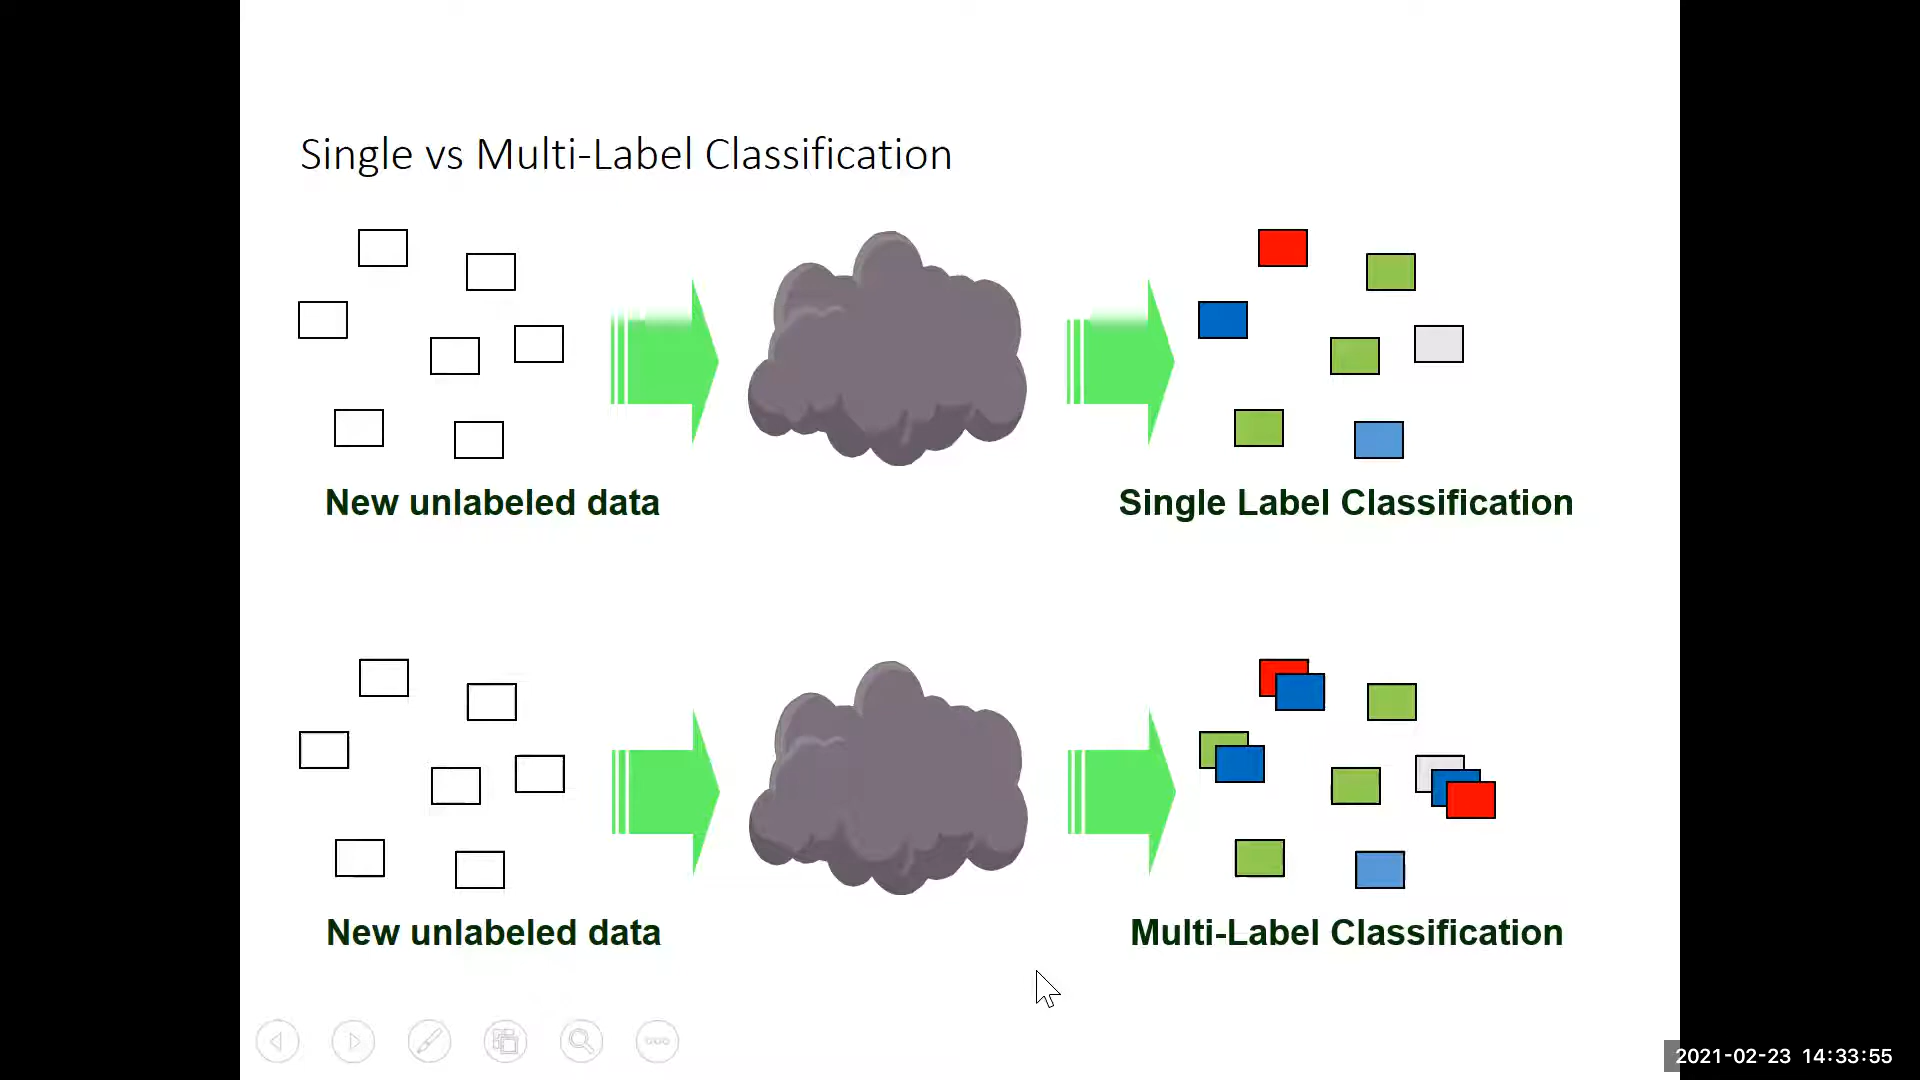 Single vs Multi-Label Classification
New unlabeled data
Single Label Classification
New unlabeled data
Multi-Label Classification
2021-02-23 14:33:55